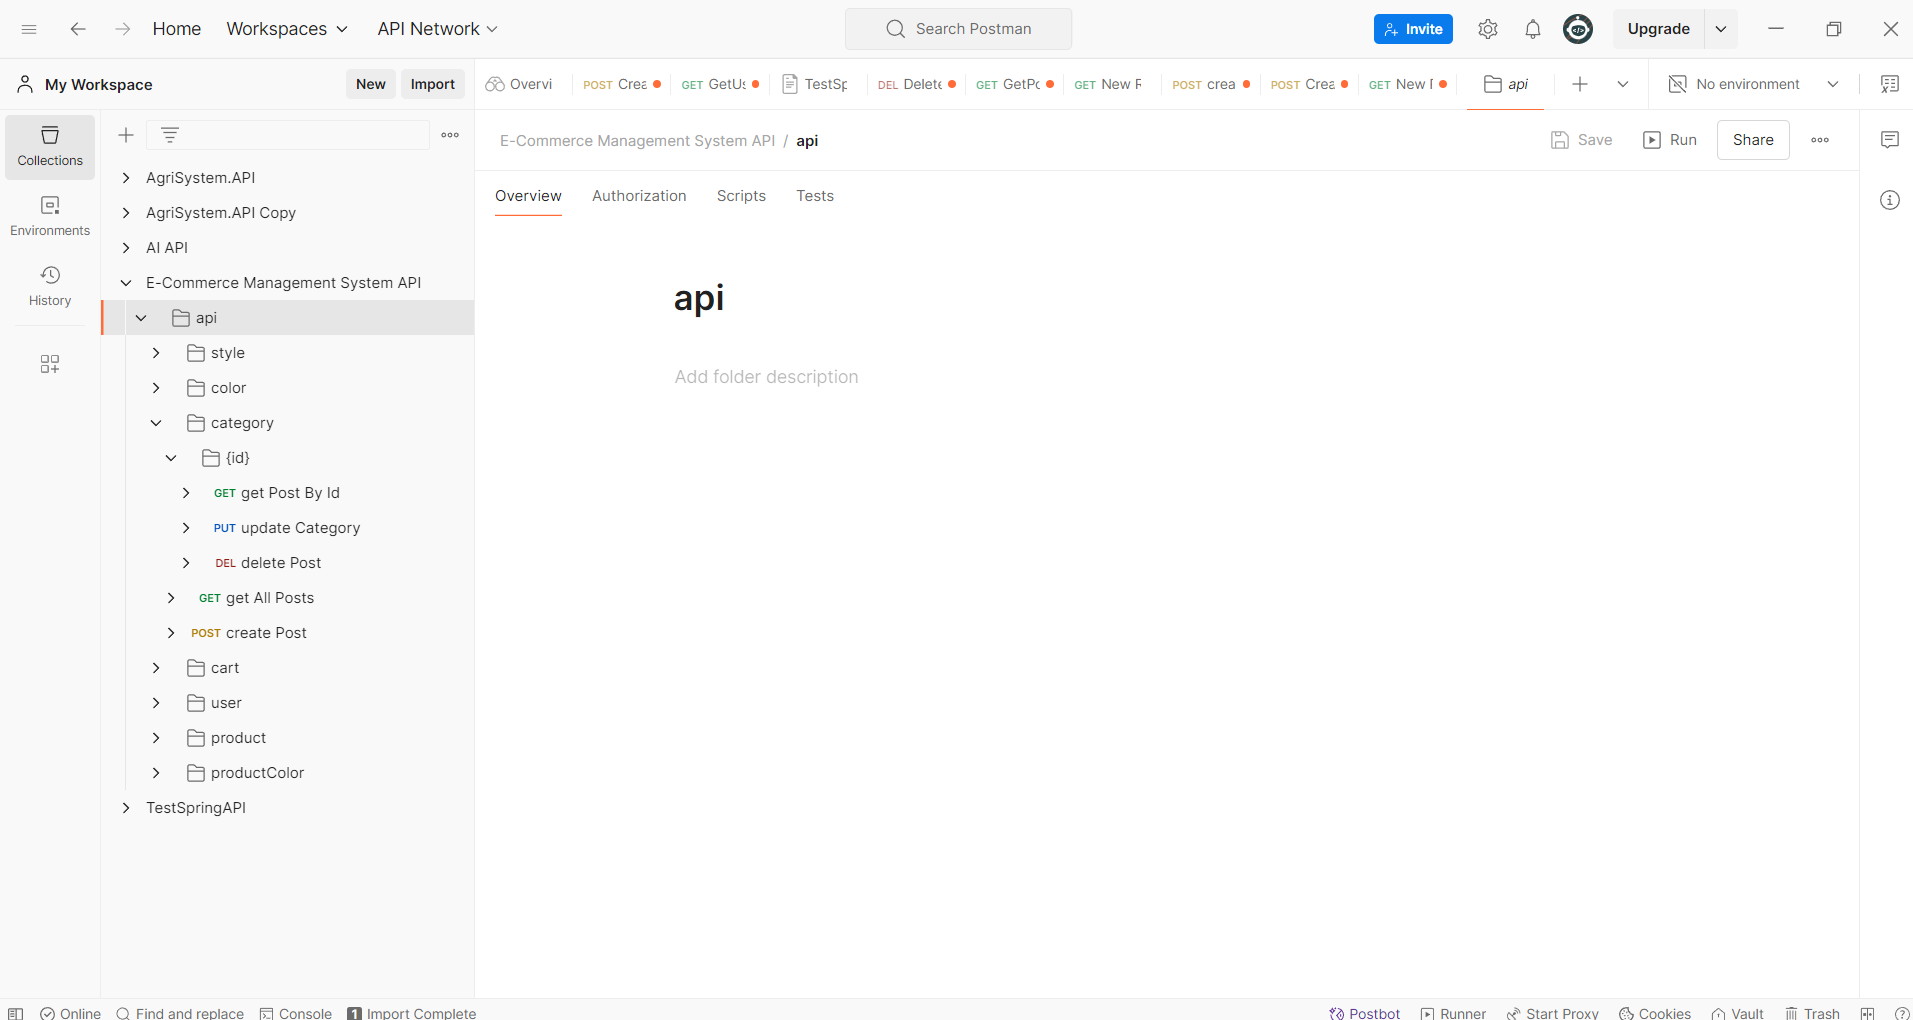 Home Workspaces API Network Search Postman Invite Upgrade
My Workspace New Import Overvi POST Crea GET GetUs TestSp DEL Delete GET GetPo GET New R POST crea POST Crea GET New api No environment
Collections
Environments
History
AgriSystem.API
AgriSystem.API Copy
AI API
E-Commerce Management System API
api
style
color
category
{id}
GET get Post By Id
PUT update Category
DEL delete Post
GET get All Posts
POST create Post
cart
user
product
productColor
TestSpringAPI
E-Commerce Management System API / api Save Run Share
Overview Authorization Scripts Tests
api
Add folder description
Online Find and replace Console 1 Import Complete Postbot Runner Start Proxy Cookies Vault Trash